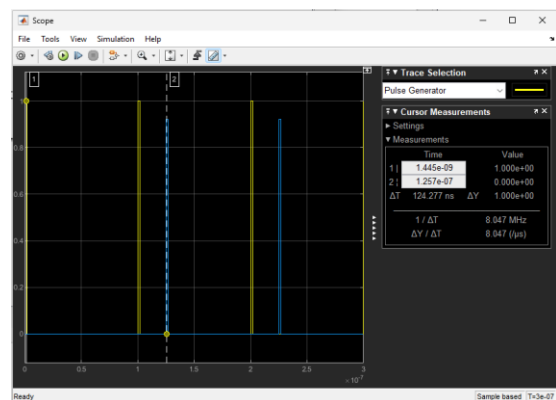 Scope
File Tools View Simulation Help
1
2
1
0.8
0.6
0.4
0.2
0
0 0.5 1 1.5 2 2.5 3
×10⁻⁷
Trace Selection
Pulse Generator
Cursor Measurements
Settings
Measurements
Time Value
1 | 1.445e-09 1.000e+00
2 ¦ 1.257e-07 0.000e+00
ΔT 124.277 ns ΔY 1.000e+00
1 / ΔT 8.047 MHz
ΔY / ΔT 8.047 (/μs)
Ready
Sample based T=3e-07